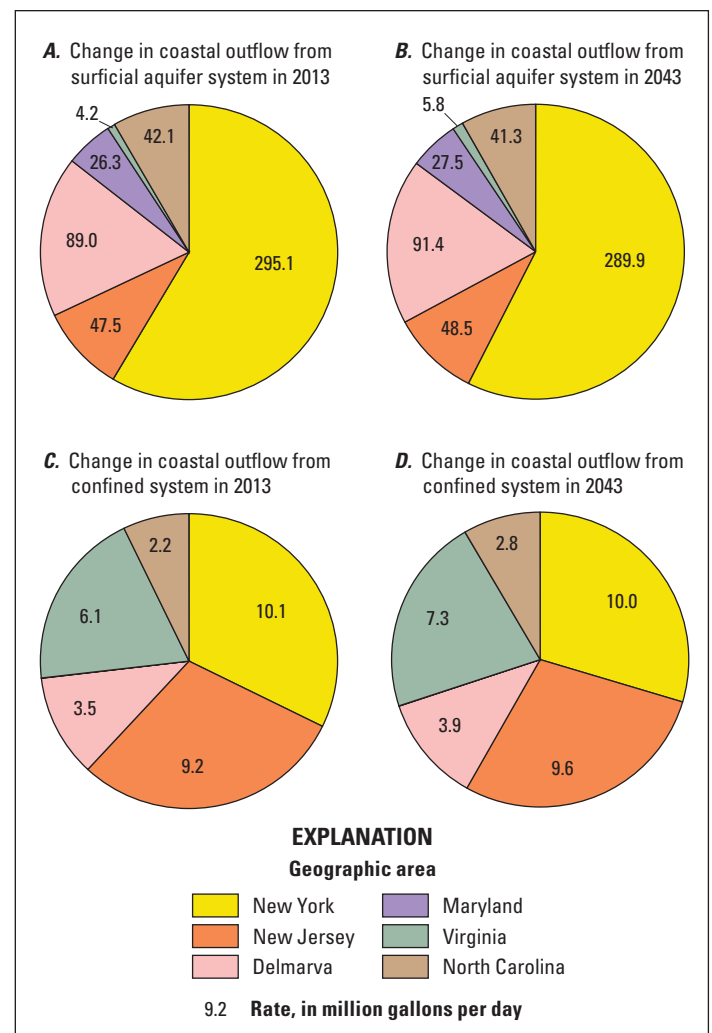 A. Change in coastal outflow from
surficial aquifer system in 2013
4.2
42.1
26.3
89.0
295.1
47.5
B. Change in coastal outflow from
surficial aquifer system in 2043
5.8
41.3
27.5
91.4
289.9
48.5
C. Change in coastal outflow from
confined system in 2013
2.2
10.1
6.1
3.5
9.2
D. Change in coastal outflow from
confined system in 2043
2.8
10.0
7.3
3.9
9.6
EXPLANATION
Geographic area
New York
New Jersey
Delmarva
Maryland
Virginia
North Carolina
9.2 Rate, in million gallons per day